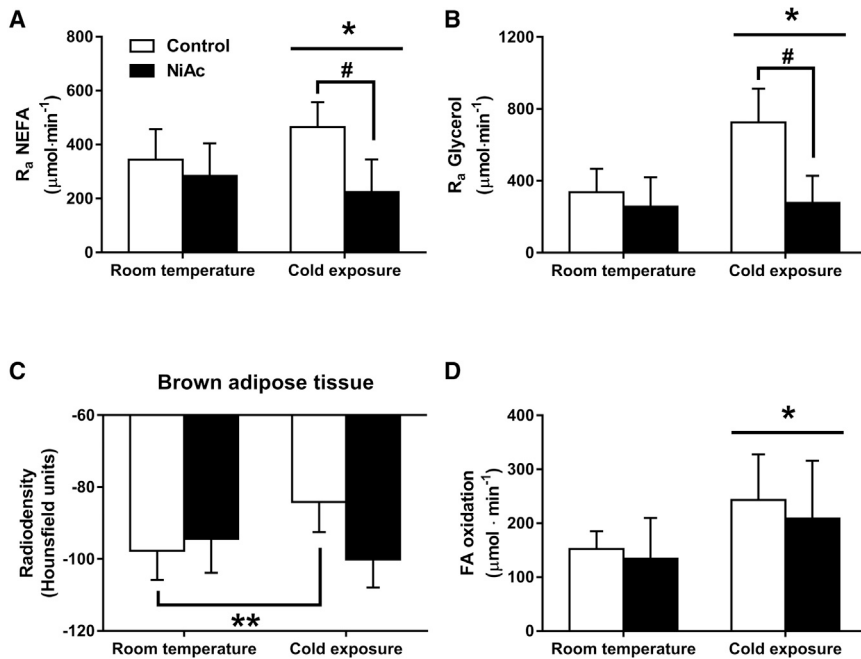 A
800
600
400
200
0
Rₐ NEFA
(μmol·min⁻¹)
Control
NiAc
*
#
Room temperature
Cold exposure
B
1200
800
400
0
Rₐ Glycerol
(μmol·min⁻¹)
*
#
Room temperature
Cold exposure
C
Brown adipose tissue
-60
-80
-100
-120
Radiodensity
(Hounsfield units)
**
Room temperature
Cold exposure
D
400
300
200
100
0
FA oxidation
(μmol · min⁻¹)
*
Room temperature
Cold exposure